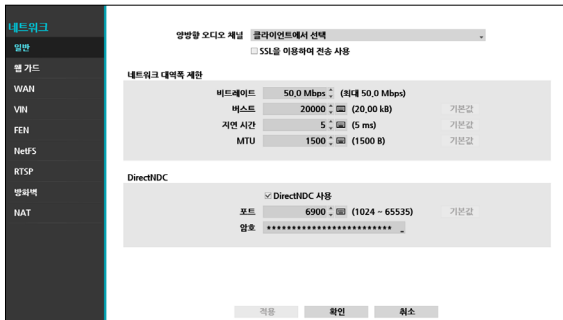 네트워크
일반
웹 가드
WAN
VIN
FEN
NetFS
RTSP
방화벽
NAT
양방향 오디오 채널 클라이언트에서 선택
SSL을 이용하여 전송 사용
네트워크 대역폭 제한
비트레이트 50,0 Mbps (최대 50,0 Mbps)
버스트 20000 (20,00 kB) 기본값
지연 시간 5 (5 ms) 기본값
MTU 1500 (1500 B) 기본값
DirectNDC
DirectNDC 사용
포트 6900 (1024 – 65535) 기본값
암호 **************************
적용 확인 취소